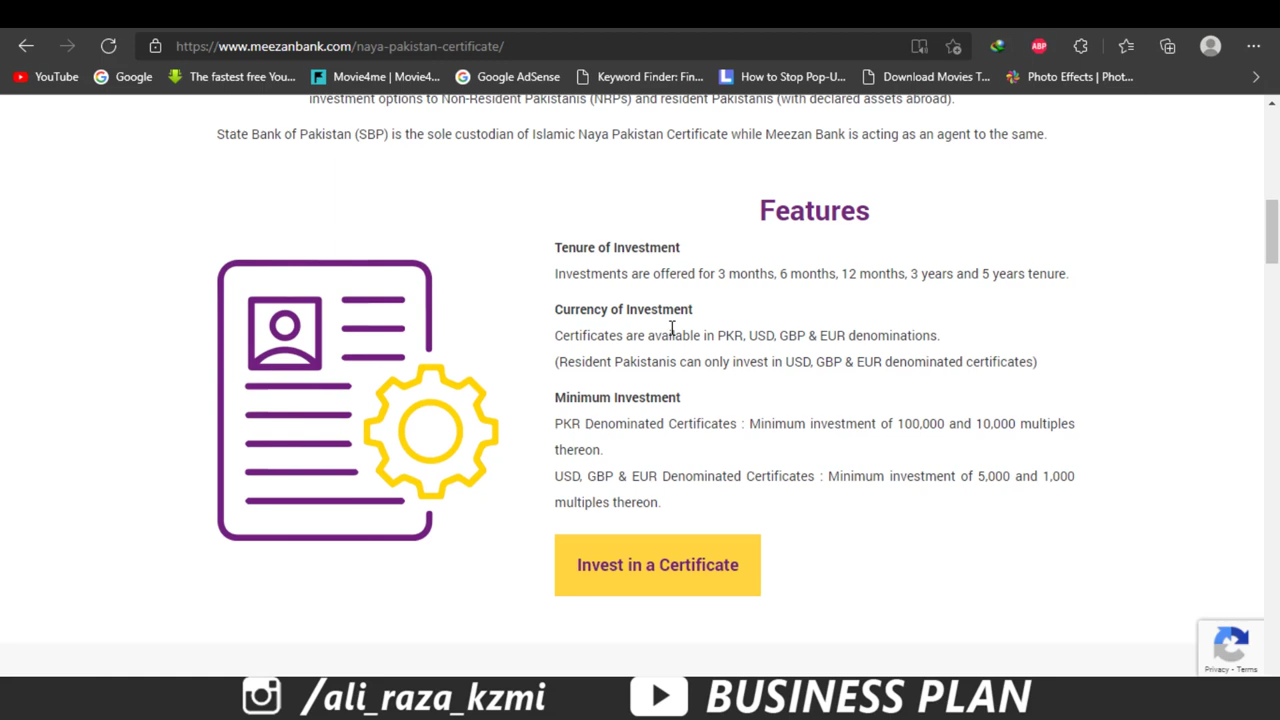 https://www.meezanbank.com/naya-pakistan-certificate/
ABP
YouTube
Google
The fastest free You...
Movie4me | Movie4...
Google AdSense
Keyword Finder: Fin...
How to Stop Pop-U...
Download Movies T...
Photo Effects | Phot...
investment options to Non-Resident Pakistanis (NRPs) and resident Pakistanis (with declared assets abroad).
State Bank of Pakistan (SBP) is the sole custodian of Islamic Naya Pakistan Certificate while Meezan Bank is acting as an agent to the same.
Features
Tenure of Investment
Investments are offered for 3 months, 6 months, 12 months, 3 years and 5 years tenure.
Currency of Investment
Certificates are available in PKR, USD, GBP & EUR denominations.
(Resident Pakistanis can only invest in USD, GBP & EUR denominated certificates)
Minimum Investment
PKR Denominated Certificates : Minimum investment of 100,000 and 10,000 multiples
thereon.
USD, GBP & EUR Denominated Certificates : Minimum investment of 5,000 and 1,000
multiples thereon.
Invest in a Certificate
Privacy - Terms
/ali_raza_kzmi
BUSINESS PLAN